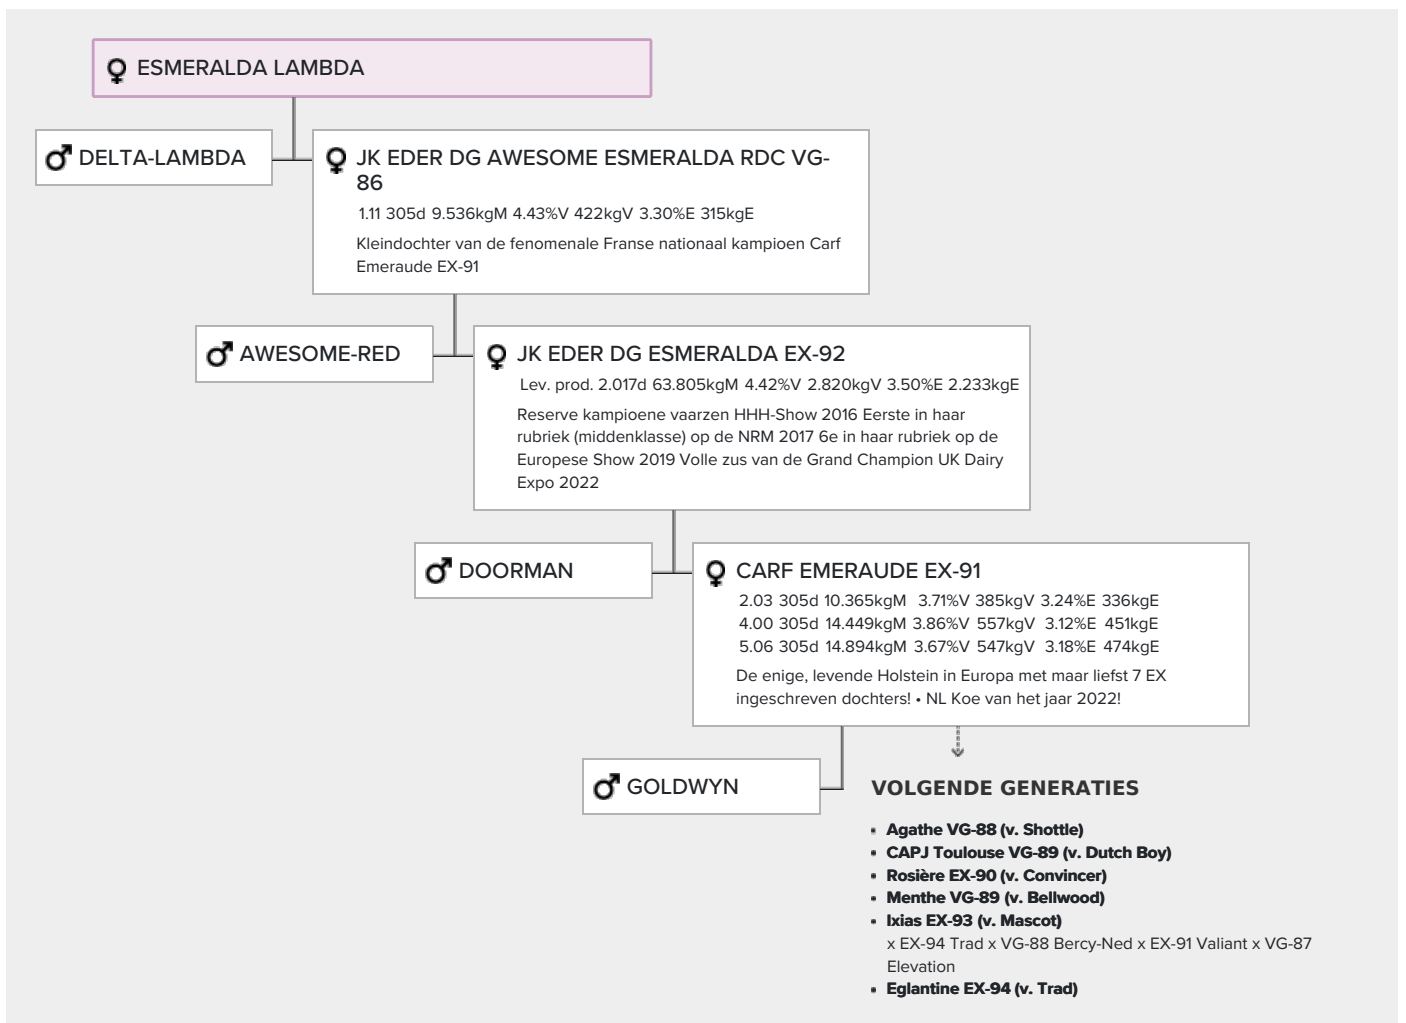 ESMERALDA LAMBDA
DELTA-LAMBDA
JK EDER DG AWESOME ESMERALDA RDC VG-
86
1.11 305d 9.536kgM 4.43%V 422kgV 3.30%E 315kgE
Kleindochter van de fenomenale Franse nationaal kampioen Carf
Emeraude EX-91
AWESOME-RED
JK EDER DG ESMERALDA EX-92
Lev. prod. 2.017d 63.805kgM 4.42%V 2.820kgV 3.50%E 2.233kgE
Reserve kampioene vaarzen HHH-Show 2016 Eerste in haar
rubriek (middenklasse) op de NRM 2017 6e in haar rubriek op de
Europese Show 2019 Volle zus van de Grand Champion UK Dairy
Expo 2022
DOORMAN
CARF EMERAUDE EX-91
2.03 305d 10.365kgM 3.71%V 385kgV 3.24%E 336kgE
4.00 305d 14.449kgM 3.86%V 557kgV 3.12%E 451kgE
5.06 305d 14.894kgM 3.67%V 547kgV 3.18%E 474kgE
De enige, levende Holstein in Europa met maar liefst 7 EX
ingeschreven dochters! • NL Koe van het jaar 2022!
GOLDWYN
VOLGENDE GENERATIES
• Agathe VG-88 (v. Shottle)
• CAPJ Toulouse VG-89 (v. Dutch Boy)
• Rosière EX-90 (v. Convincer)
• Menthe VG-89 (v. Bellwood)
• Ixias EX-93 (v. Mascot)
x EX-94 Trad x VG-88 Bercy-Ned x EX-91 Valiant x VG-87
Elevation
• Eglantine EX-94 (v. Trad)